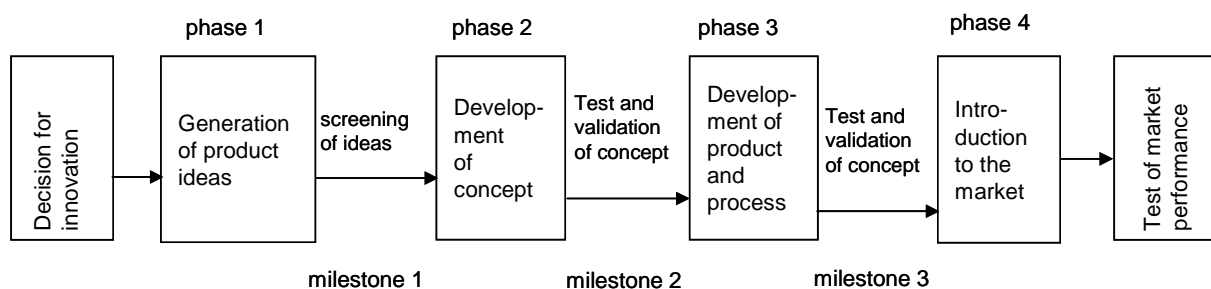 phase 1
phase 2
phase 3
phase 4
Decision for
innovation
Generation
of product
ideas
screening
of ideas
Develop-
ment
of
concept
Test and
validation
of concept
Develop-
ment of
product
and
process
Test and
validation
of concept
Intro-
duction
to the
market
Test of market
performance
milestone 1
milestone 2
milestone 3